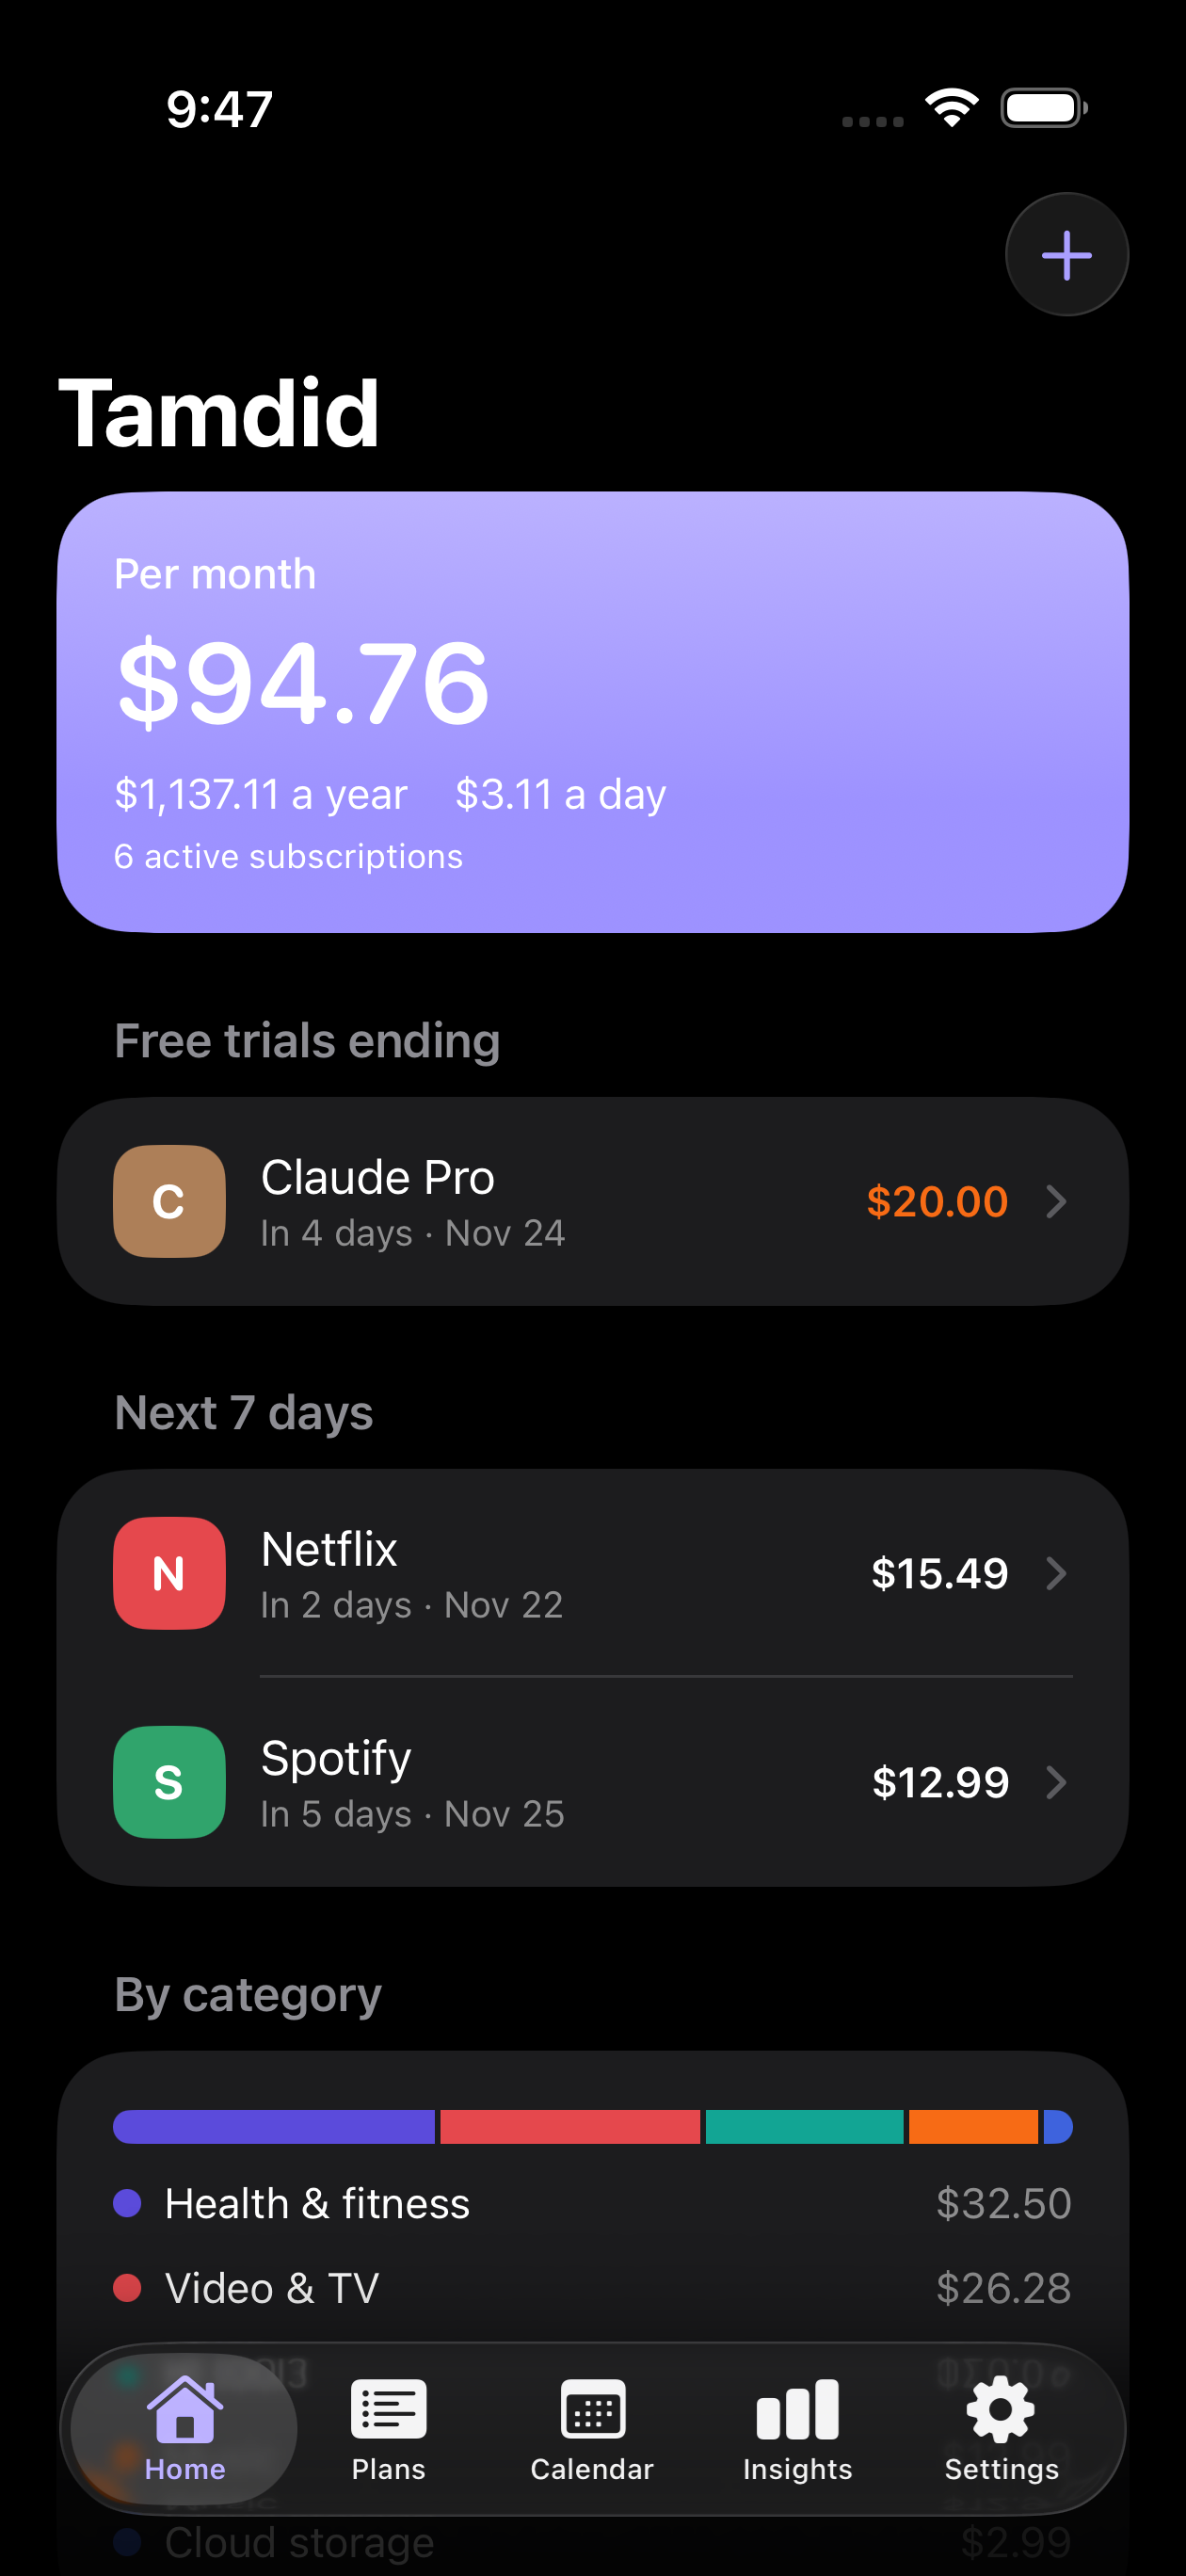 9:47
Tamdid
Per month
$94.76
$1,137.11 a year $3.11 a day
6 active subscriptions
Free trials ending
C
Claude Pro
In 4 days · Nov 24
$20.00
Next 7 days
N
Netflix
In 2 days · Nov 22
$15.49
S
Spotify
In 5 days · Nov 25
$12.99
By category
Health & fitness $32.50
Video & TV $26.28
Home Plans Calendar Insights Settings
Cloud storage $2.99